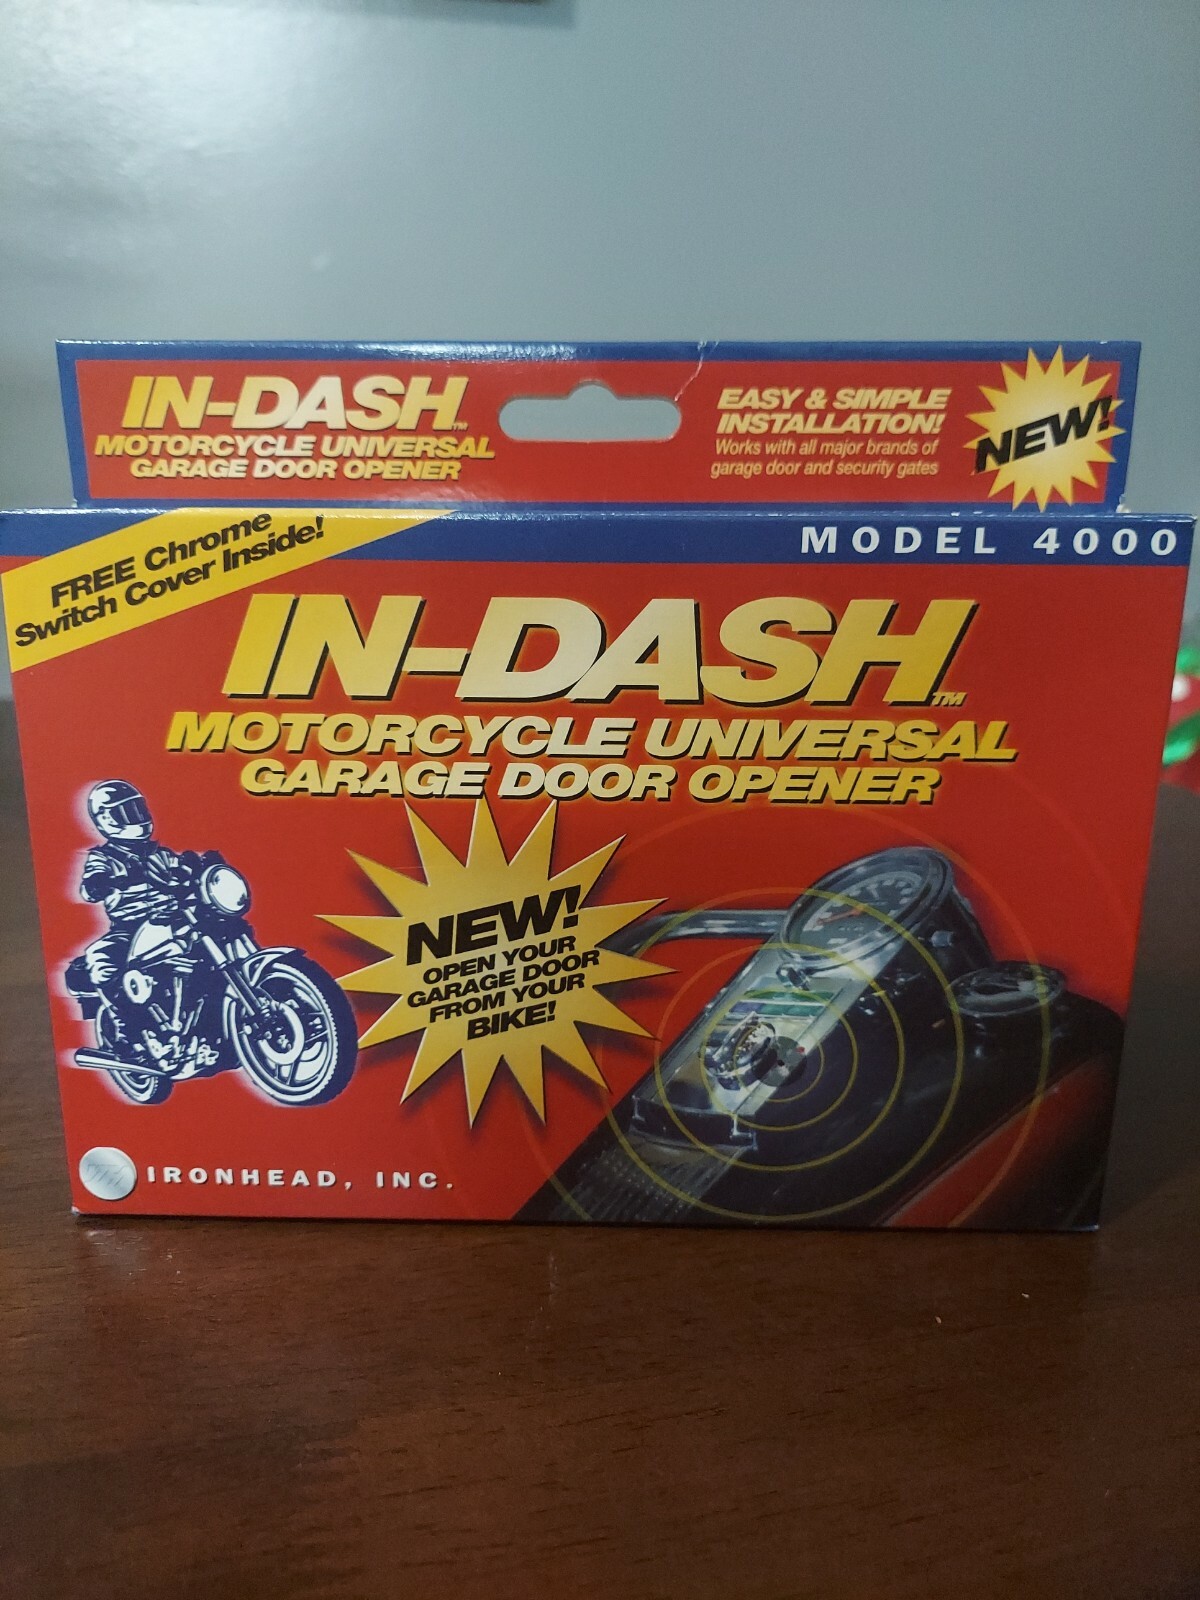 IN-DASH™
MOTORCYCLE UNIVERSAL
GARAGE DOOR OPENER
EASY & SIMPLE
INSTALLATION!
Works with all major brands of
garage door and security gates
NEW!
FREE Chrome
Switch Cover Inside!
MODEL 4000
IN-DASH™
MOTORCYCLE UNIVERSAL
GARAGE DOOR OPENER
NEW!
OPEN YOUR
GARAGE DOOR
FROM YOUR
BIKE!
IRONHEAD, INC.